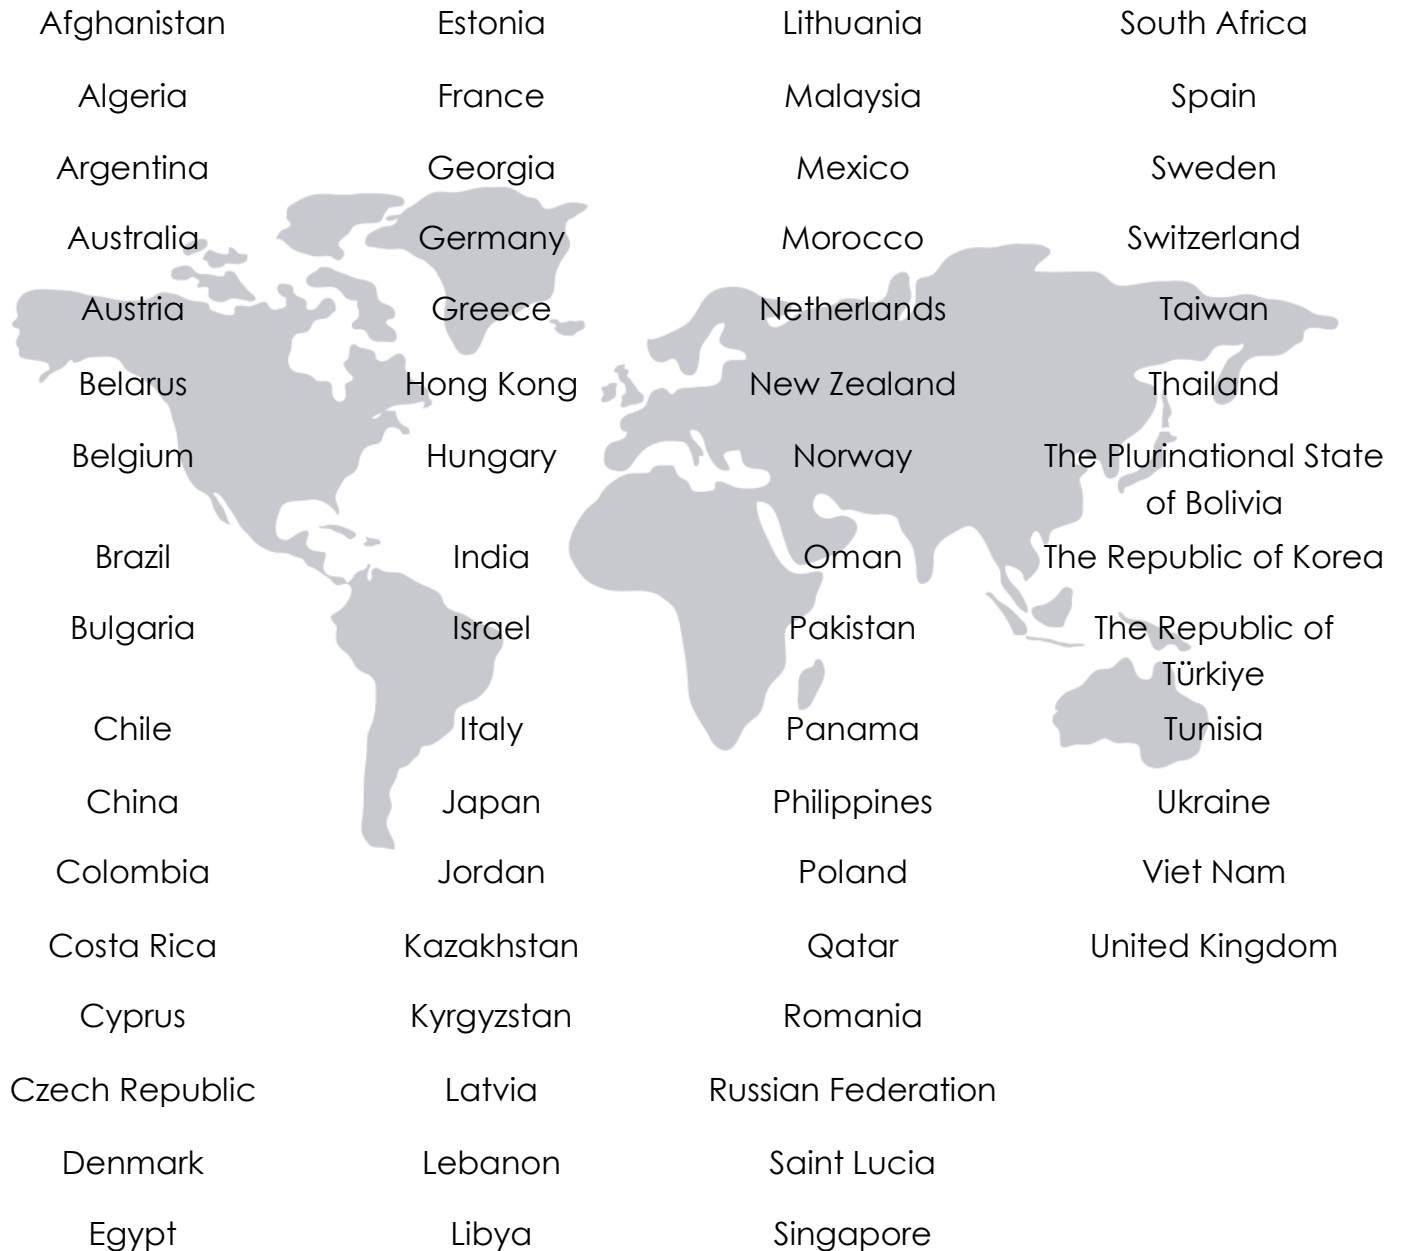 Afghanistan
Algeria
Argentina
Australia
Austria
Belarus
Belgium
Brazil
Bulgaria
Chile
China
Colombia
Costa Rica
Cyprus
Czech Republic
Denmark
Egypt
Estonia
France
Georgia
Germany
Greece
Hong Kong
Hungary
India
Israel
Italy
Japan
Jordan
Kazakhstan
Kyrgyzstan
Latvia
Lebanon
Libya
Lithuania
Malaysia
Mexico
Morocco
Netherlands
New Zealand
Norway
Oman
Pakistan
Panama
Philippines
Poland
Qatar
Romania
Russian Federation
Saint Lucia
Singapore
South Africa
Spain
Sweden
Switzerland
Taiwan
Thailand
The Plurinational State
of Bolivia
The Republic of Korea
The Republic of
Türkiye
Tunisia
Ukraine
Viet Nam
United Kingdom